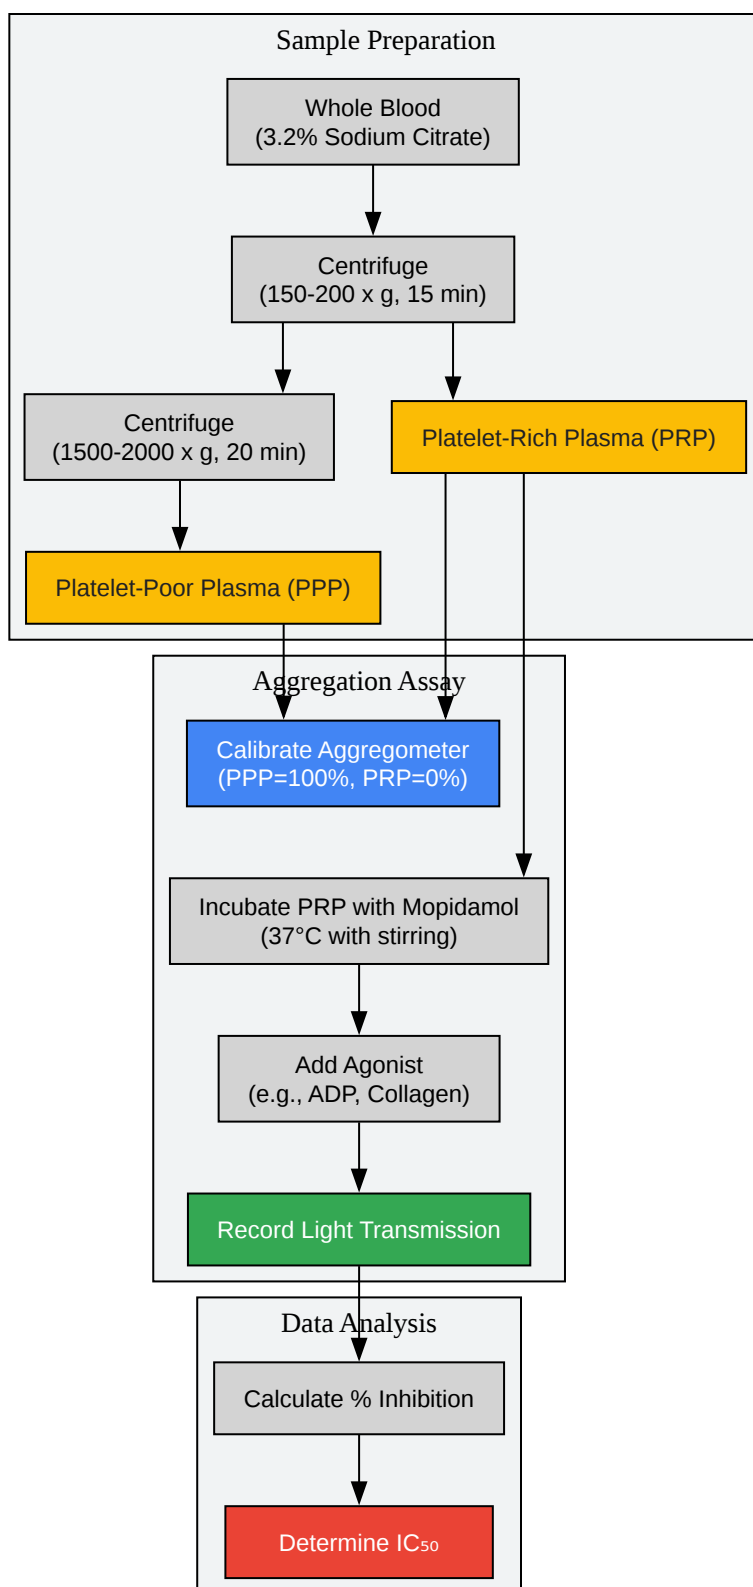 Sample Preparation
Whole Blood
(3.2% Sodium Citrate)
Centrifuge
(150-200 x g, 15 min)
Centrifuge
(1500-2000 x g, 20 min)
Platelet-Rich Plasma (PRP)
Platelet-Poor Plasma (PPP)
Aggregation Assay
Calibrate Aggregometer
(PPP=100%, PRP=0%)
Incubate PRP with Mopidamol
(37°C with stirring)
Add Agonist
(e.g., ADP, Collagen)
Record Light Transmission
Data Analysis
Calculate % Inhibition
Determine IC₅₀